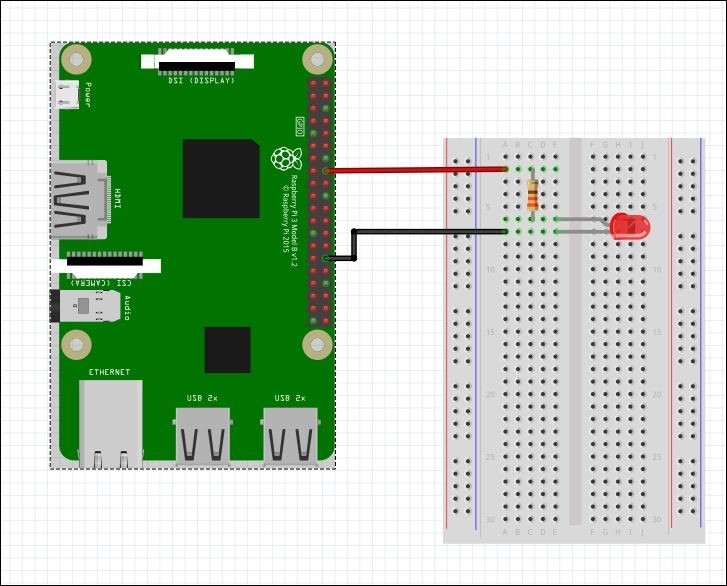 DSI (DISPLAY)
Power
GPIO
HDMI
Raspberry Pi 3 Model B v1.2
© Raspberry Pi 2015
CSI (CAMERA)
Audio
ETHERNET
USB 2x
USB 2x
A B C D E F G H I J
1 1
5 5
10 10
15 15
20 20
25 25
30 30
A B C D E F G H I J